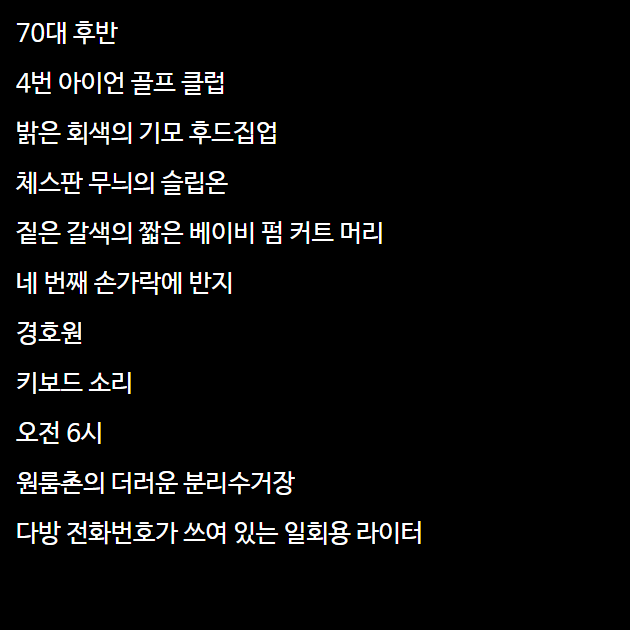 70대 후반
4번 아이언 골프 클럽
밝은 회색의 기모 후드집업
체스판 무늬의 슬립온
짙은 갈색의 짧은 베이비 펌 커트 머리
네 번째 손가락에 반지
경호원
키보드 소리
오전 6시
원룸촌의 더러운 분리수거장
다방 전화번호가 쓰여 있는 일회용 라이터